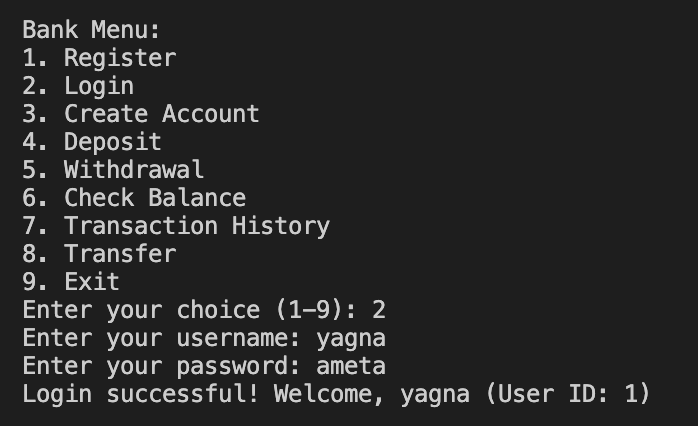 Bank Menu:
1. Register
2. Login
3. Create Account
4. Deposit
5. Withdrawal
6. Check Balance
7. Transaction History
8. Transfer
9. Exit
Enter your choice (1-9): 2
Enter your username: yagna
Enter your password: ameta
Login successful! Welcome, yagna (User ID: 1)